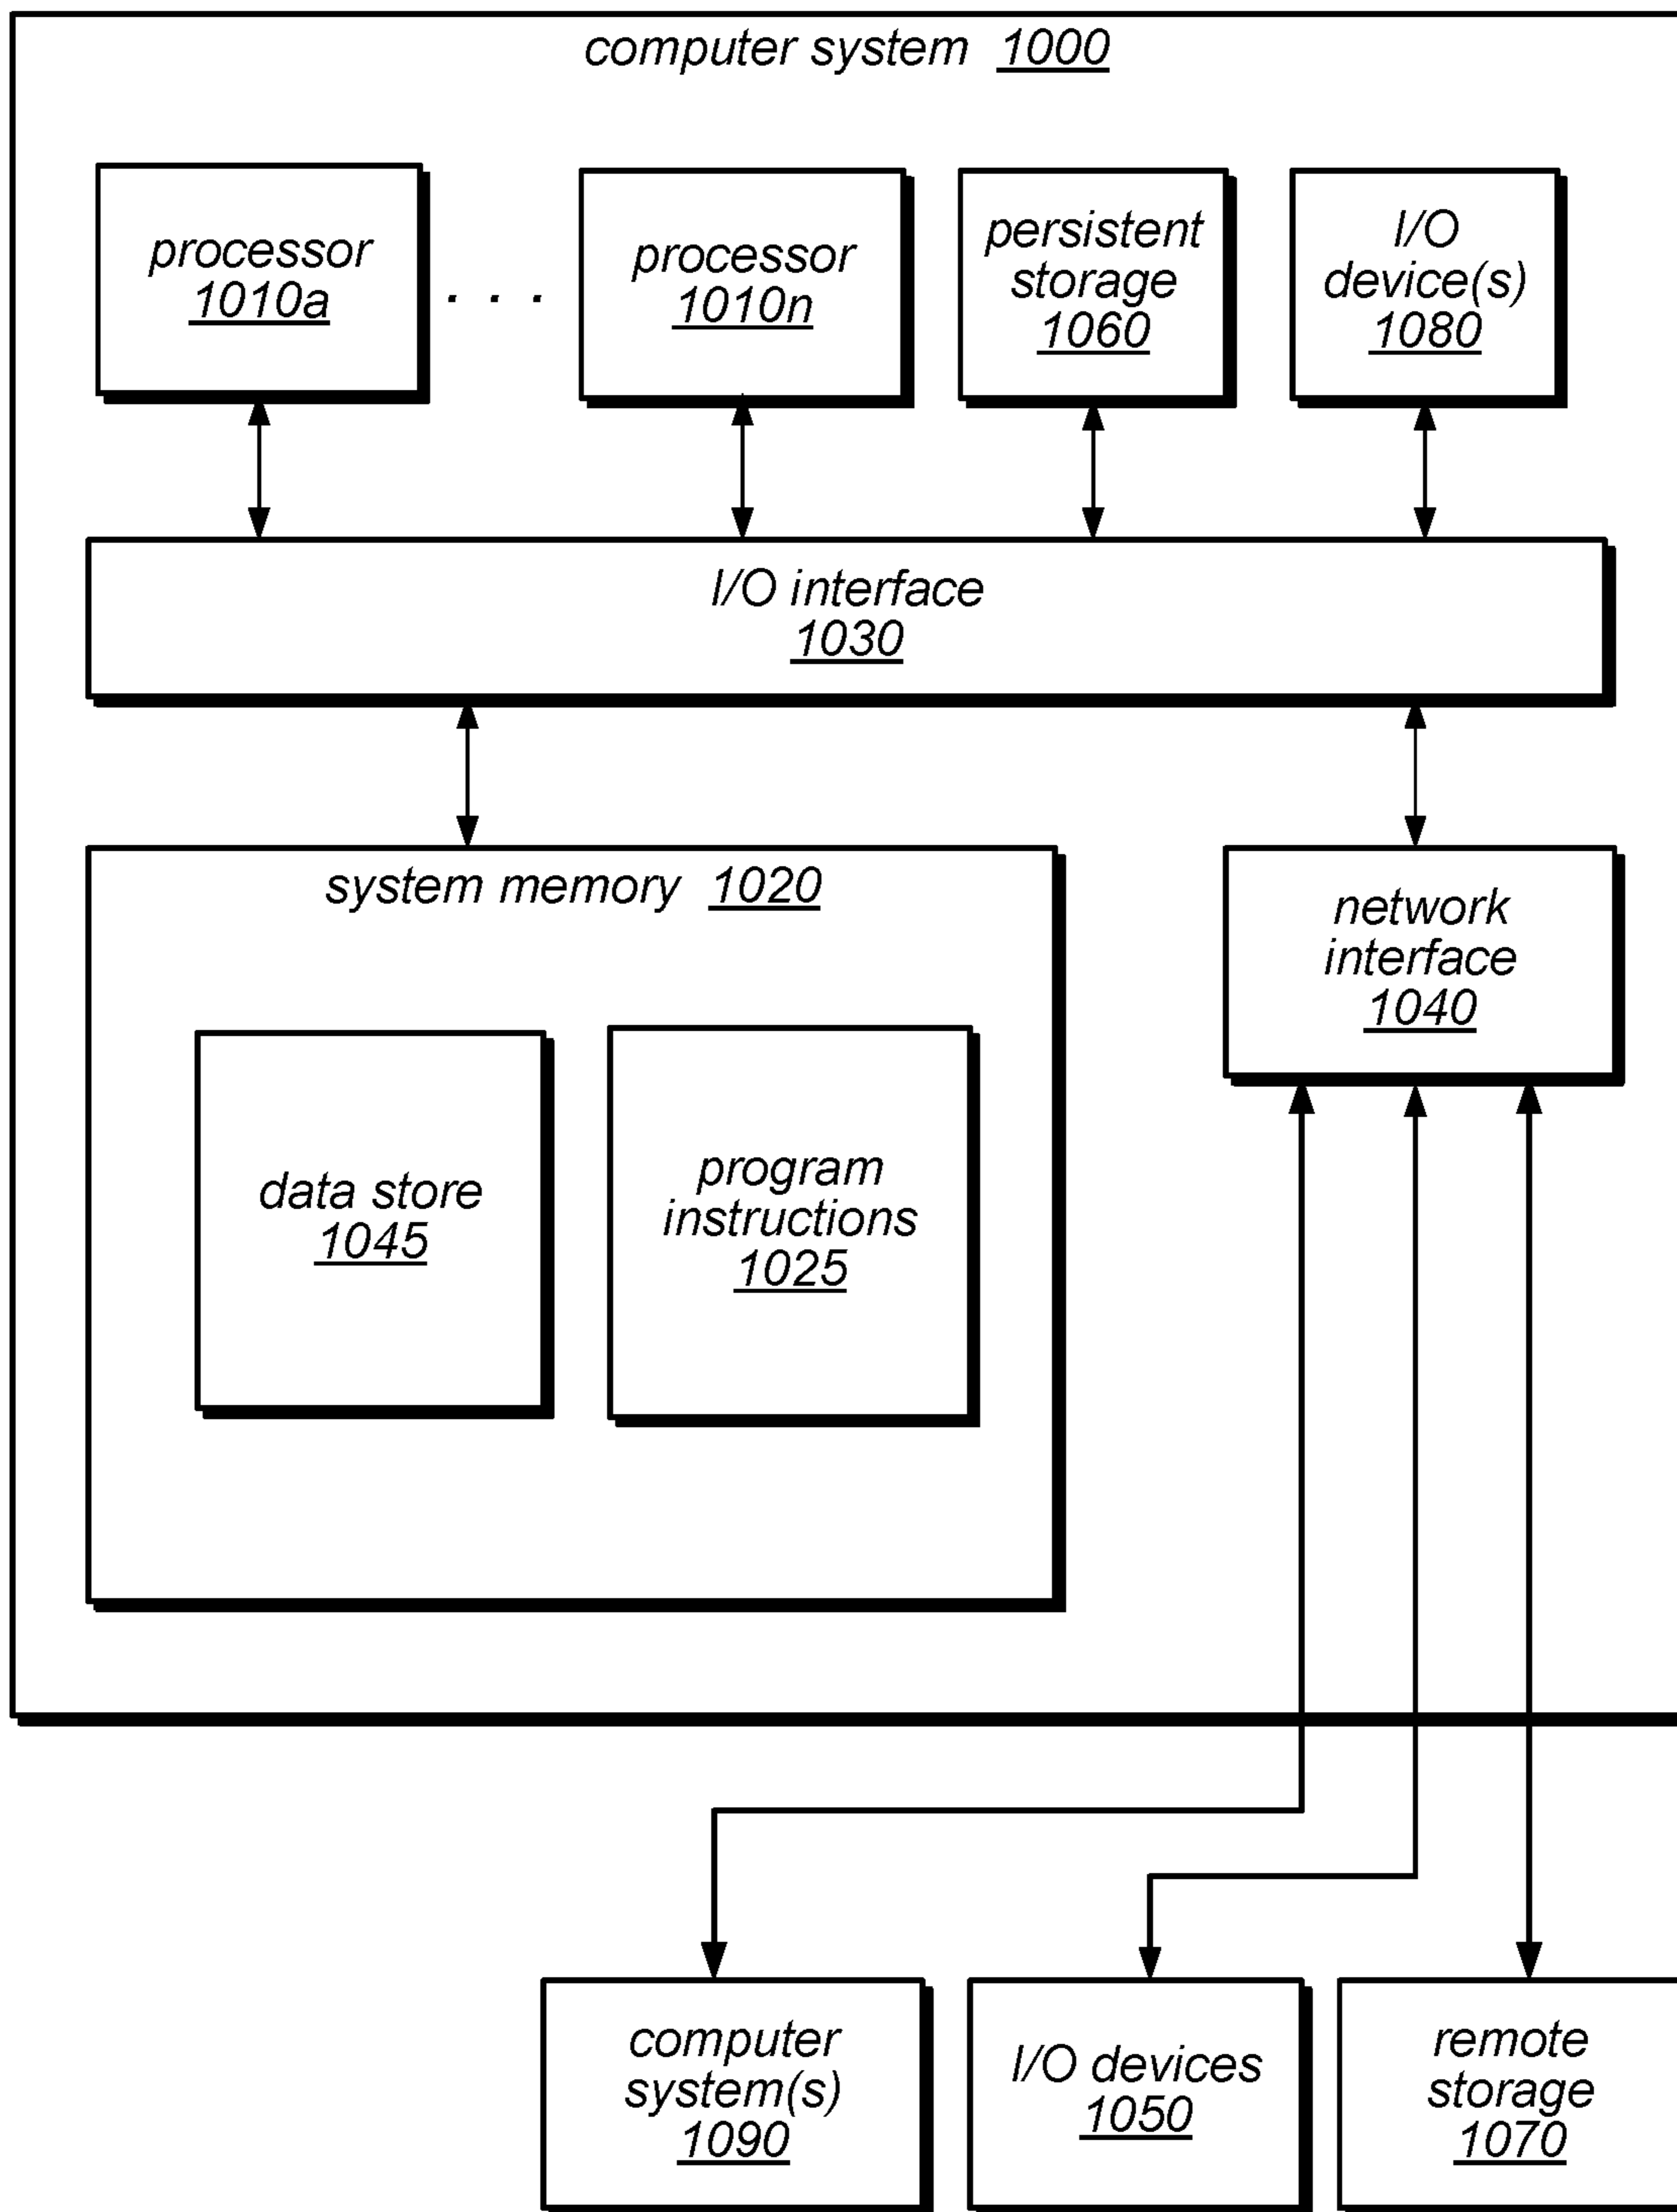 computer system 1000
processor
1010a
. . .
processor
1010n
persistent
storage
1060
I/O
device(s)
1080
I/O interface
1030
system memory 1020
network
interface
1040
data store
1045
program
instructions
1025
computer
system(s)
1090
I/O devices
1050
remote
storage
1070